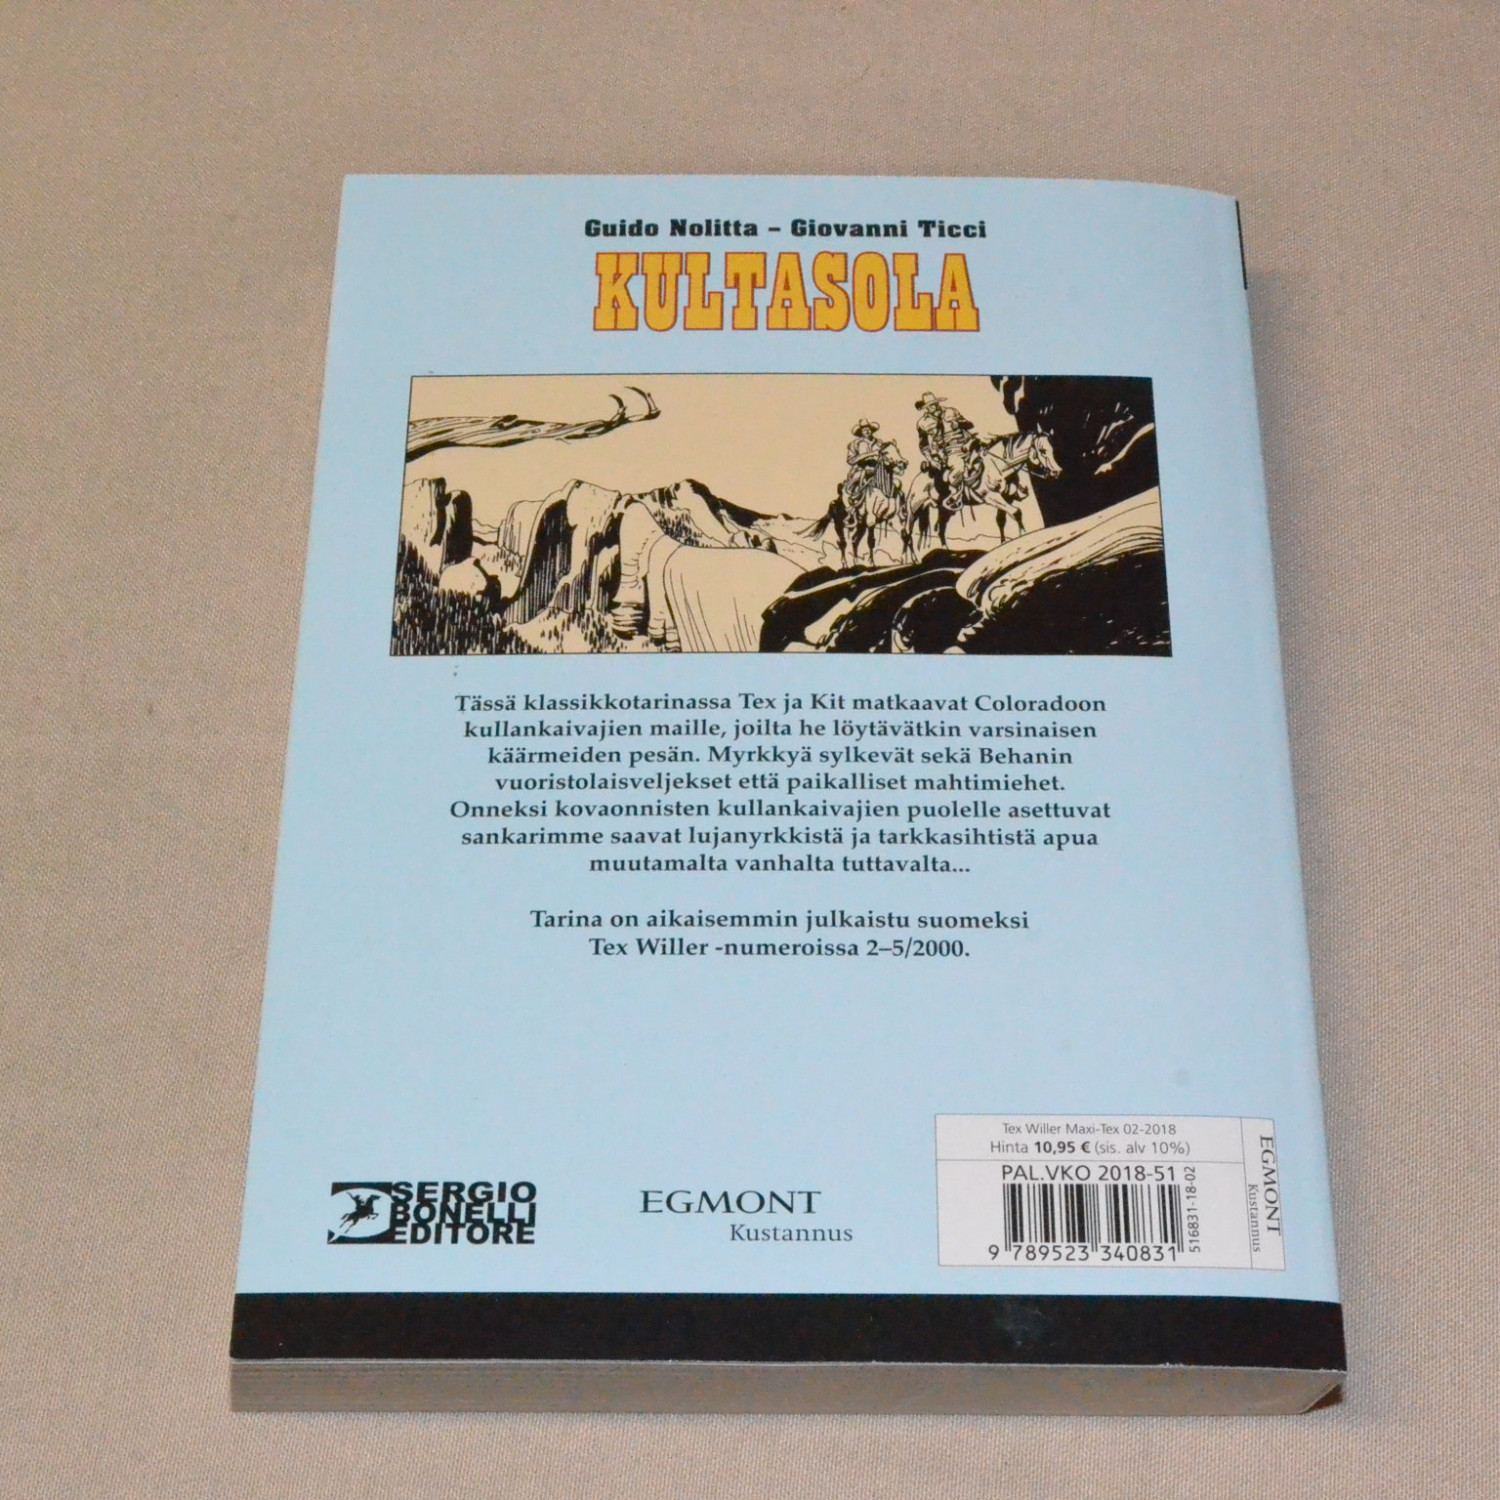 Guido Nolitta – Giovanni Ticci
KULTASOLA
Tässä klassikkotarinassa Tex ja Kit matkaavat Coloradoon
kullankaivajien maille, joilta he löytävätkin varsinaisen
käärmeiden pesän. Myrkkyä sylkevät sekä Behanin
vuoristolaisveljekset että paikalliset mahtimiehet.
Onneksi kovaonnisten kullankaivajien puolelle asettuvat
sankarimme saavat lujanyrkkistä ja tarkkasihtistä apua
muutamalta vanhalta tuttavalta...
Tarina on aikaisemmin julkaistu suomeksi
Tex Willer -numeroissa 2–5/2000.
SERGIO
BONELLI
EDITORE
EGMONT
Kustannus
Tex Willer Maxi-Tex 02-2018
Hinta 10,95 € (sis. alv 10%)
PAL.VKO 2018-51
9 789523 340831
516831-18-02
EGMONT
Kustannus